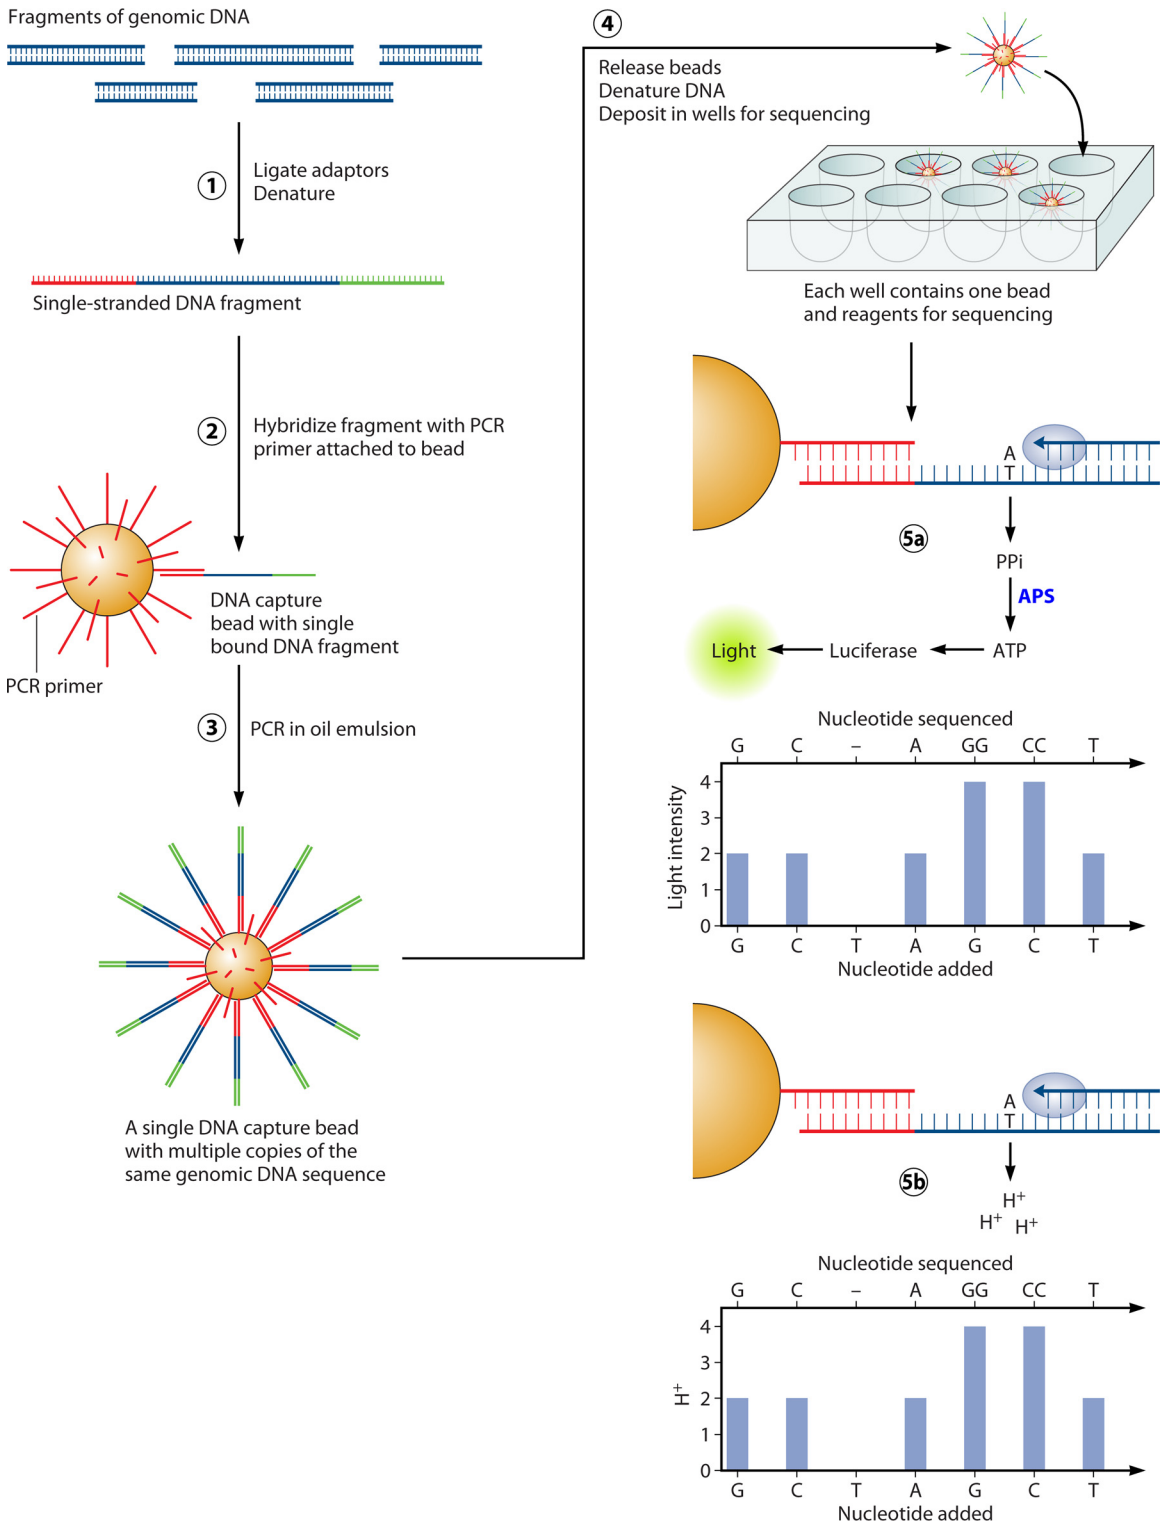 Fragments of genomic DNA
1
Ligate adaptors
Denature
Single-stranded DNA fragment
2
Hybridize fragment with PCR
primer attached to bead
DNA capture
bead with single
bound DNA fragment
PCR primer
3
PCR in oil emulsion
A single DNA capture bead
with multiple copies of the
same genomic DNA sequence
4
Release beads
Denature DNA
Deposit in wells for sequencing
Each well contains one bead
and reagents for sequencing
A
T
5a
PPi
APS
ATP
Luciferase
Light
Nucleotide sequenced
G C – A GG CC T
Light intensity
4
3
2
1
0
G C T A G C T
Nucleotide added
A
T
5b
H⁺
H⁺ H⁺
Nucleotide sequenced
G C – A GG CC T
H⁺
4
3
2
1
0
G C T A G C T
Nucleotide added